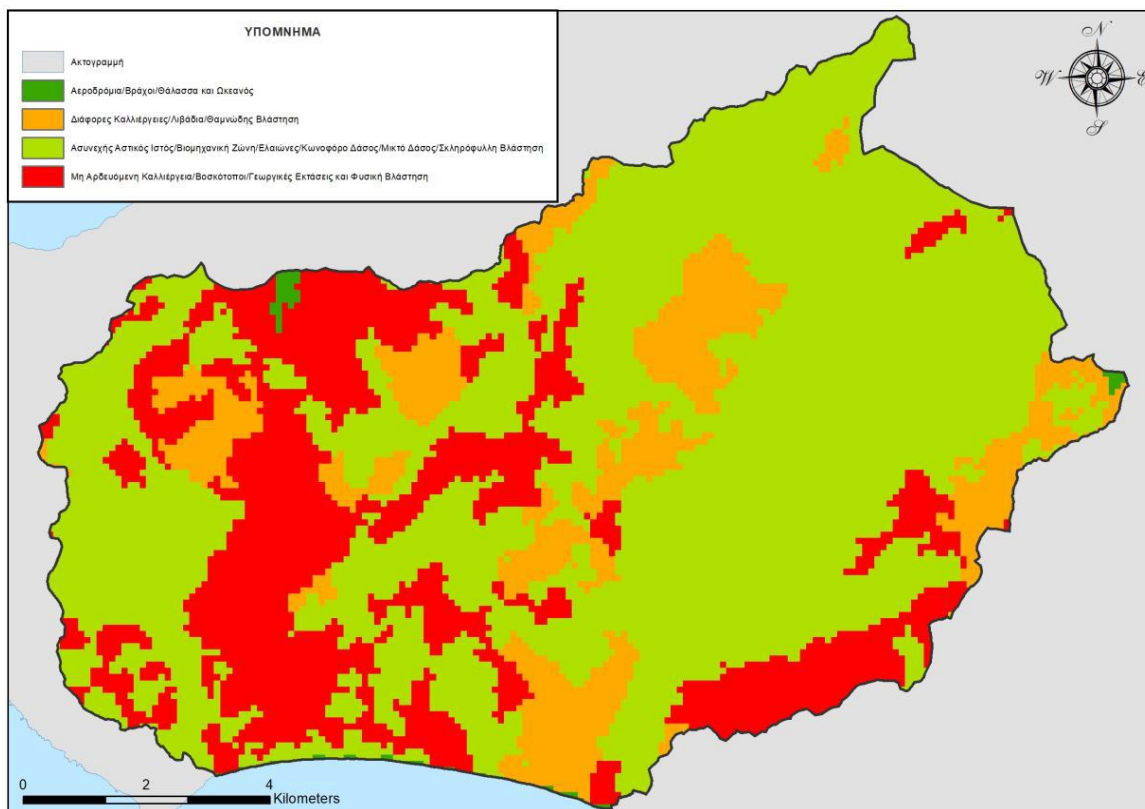 ΥΠΟΜΝΗΜΑ
Ακτογραμμή
Αεροδρόμια/Βράχοι/Θάλασσα και Ωκεανός
Διάφορες Καλλιέργειες/Λιβάδια/Θαμνώδης Βλάστηση
Ασυνεχής Αστικός Ιστός/Βιομηχανική Ζώνη/Ελαιώνες/Κωνοφόρο Δάσος/Μικτό Δάσος/Σκληρόφυλλη Βλάστηση
Μη Αρδευόμενη Καλλιέργεια/Βοσκότοποι/Γεωργικές Εκτάσεις και Φυσική Βλάστηση
N
W E
S
0 2 4
Kilometers